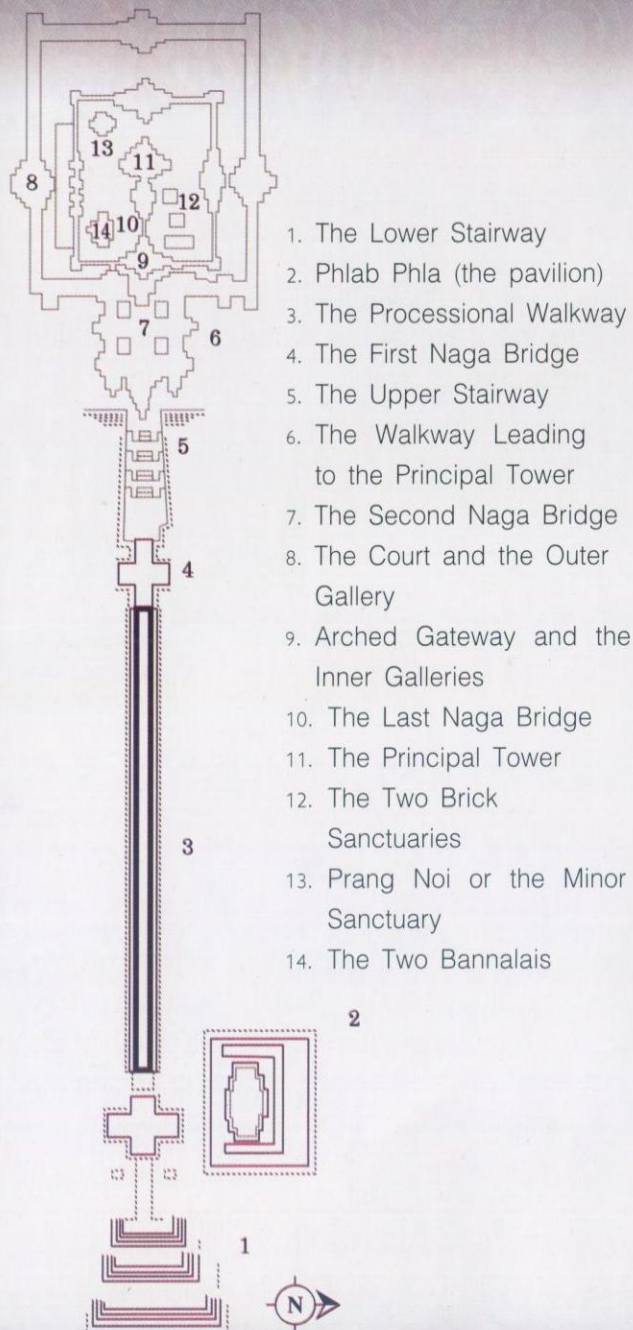 13
11
8
12
14
10
9
7
6
5
4
3
2
1
N
1. The Lower Stairway
2. Phlab Phla (the pavilion)
3. The Processional Walkway
4. The First Naga Bridge
5. The Upper Stairway
6. The Walkway Leading
to the Principal Tower
7. The Second Naga Bridge
8. The Court and the Outer
Gallery
9. Arched Gateway and the
Inner Galleries
10. The Last Naga Bridge
11. The Principal Tower
12. The Two Brick
Sanctuaries
13. Prang Noi or the Minor
Sanctuary
14. The Two Bannalais